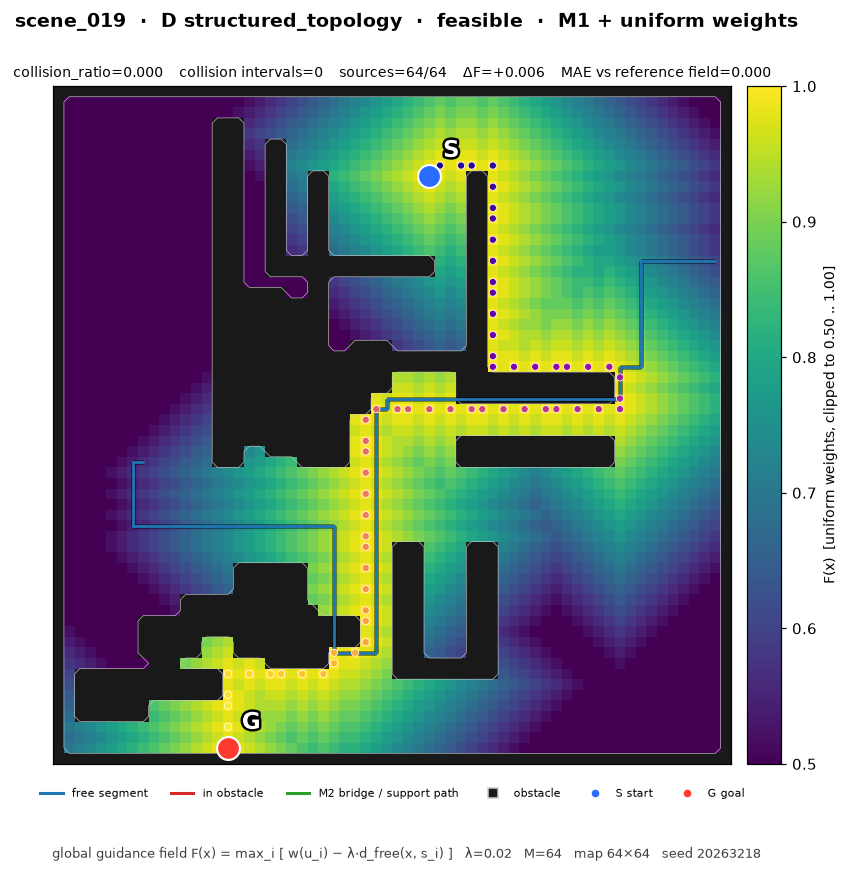 scene_019 · D structured_topology · feasible · M1 + uniform weights
collision_ratio=0.000 collision intervals=0 sources=64/64 ΔF=+0.006 MAE vs reference field=0.000
S
G
1.0
0.9
0.8
0.7
0.6
0.5
F(x) [uniform weights, clipped to 0.50 .. 1.00]
free segment
in obstacle
M2 bridge / support path
obstacle
S start
G goal
global guidance field F(x) = max_i [ w(u_i) − λ·d_free(x, s_i) ] λ=0.02 M=64 map 64×64 seed 20263218